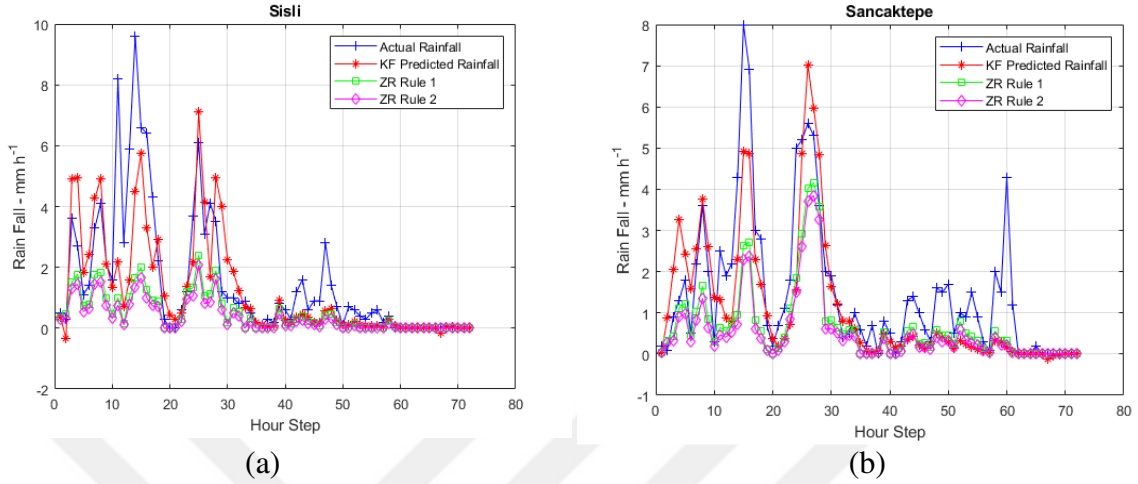 Sisli
10
8
6
4
2
0
-2
Rain Fall - mm h-1
Actual Rainfall
KF Predicted Rainfall
ZR Rule 1
ZR Rule 2
0 10 20 30 40 50 60 70 80
Hour Step
(a)
Sancaktepe
8
7
6
5
4
3
2
1
0
-1
Rain Fall - mm h-1
Actual Rainfall
KF Predicted Rainfall
ZR Rule 1
ZR Rule 2
0 10 20 30 40 50 60 70 80
Hour Step
(b)